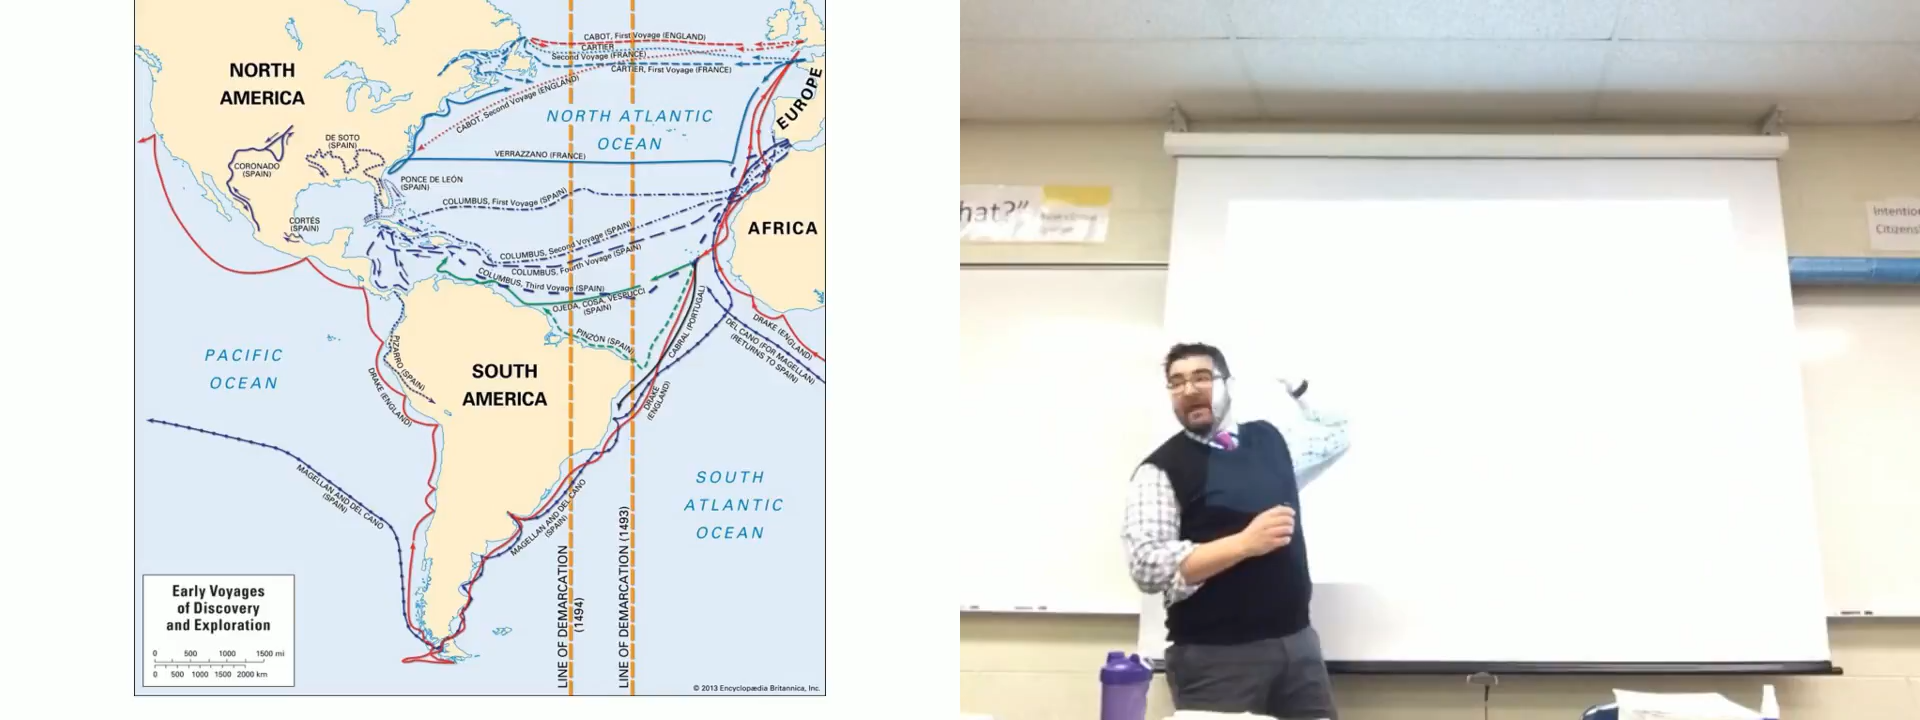 NORTH
AMERICA
CORONADO
(SPAIN)
DE SOTO
(SPAIN)
CORTÉS
(SPAIN)
PONCE DE LEÓN
(SPAIN)
CABOT, First Voyage (ENGLAND)
CARTIER
Second Voyage (FRANCE)
CARTIER, First Voyage (FRANCE)
CABOT, Second Voyage (ENGLAND)
NORTH ATLANTIC
OCEAN
EUROPE
VERRAZZANO (FRANCE)
COLUMBUS, First Voyage (SPAIN)
COLUMBUS, Second Voyage (SPAIN)
COLUMBUS, Fourth Voyage (SPAIN)
COLUMBUS, Third Voyage (SPAIN)
OJEDA, COSA, VESPUCCI
(SPAIN)
PINZÓN (SPAIN)
CABRAL (PORTUGAL)
AFRICA
DRAKE (ENGLAND)
DEL CANO (FOR MAGELLAN)
(RETURNS TO SPAIN)
PACIFIC
OCEAN
PIZARRO (SPAIN)
DRAKE (ENGLAND)
SOUTH
AMERICA
DRAKE
(ENGLAND)
MAGELLAN AND DEL CANO
(SPAIN)
MAGELLAN AND DEL CANO
(SPAIN)
SOUTH
ATLANTIC
OCEAN
LINE OF DEMARCATION
(1494)
LINE OF DEMARCATION (1493)
Early Voyages
of Discovery
and Exploration
0 500 1000 1500 mi
0 500 1000 1500 2000 km
© 2013 Encyclopædia Britannica, Inc.
hat?"
Intentio
Citizens